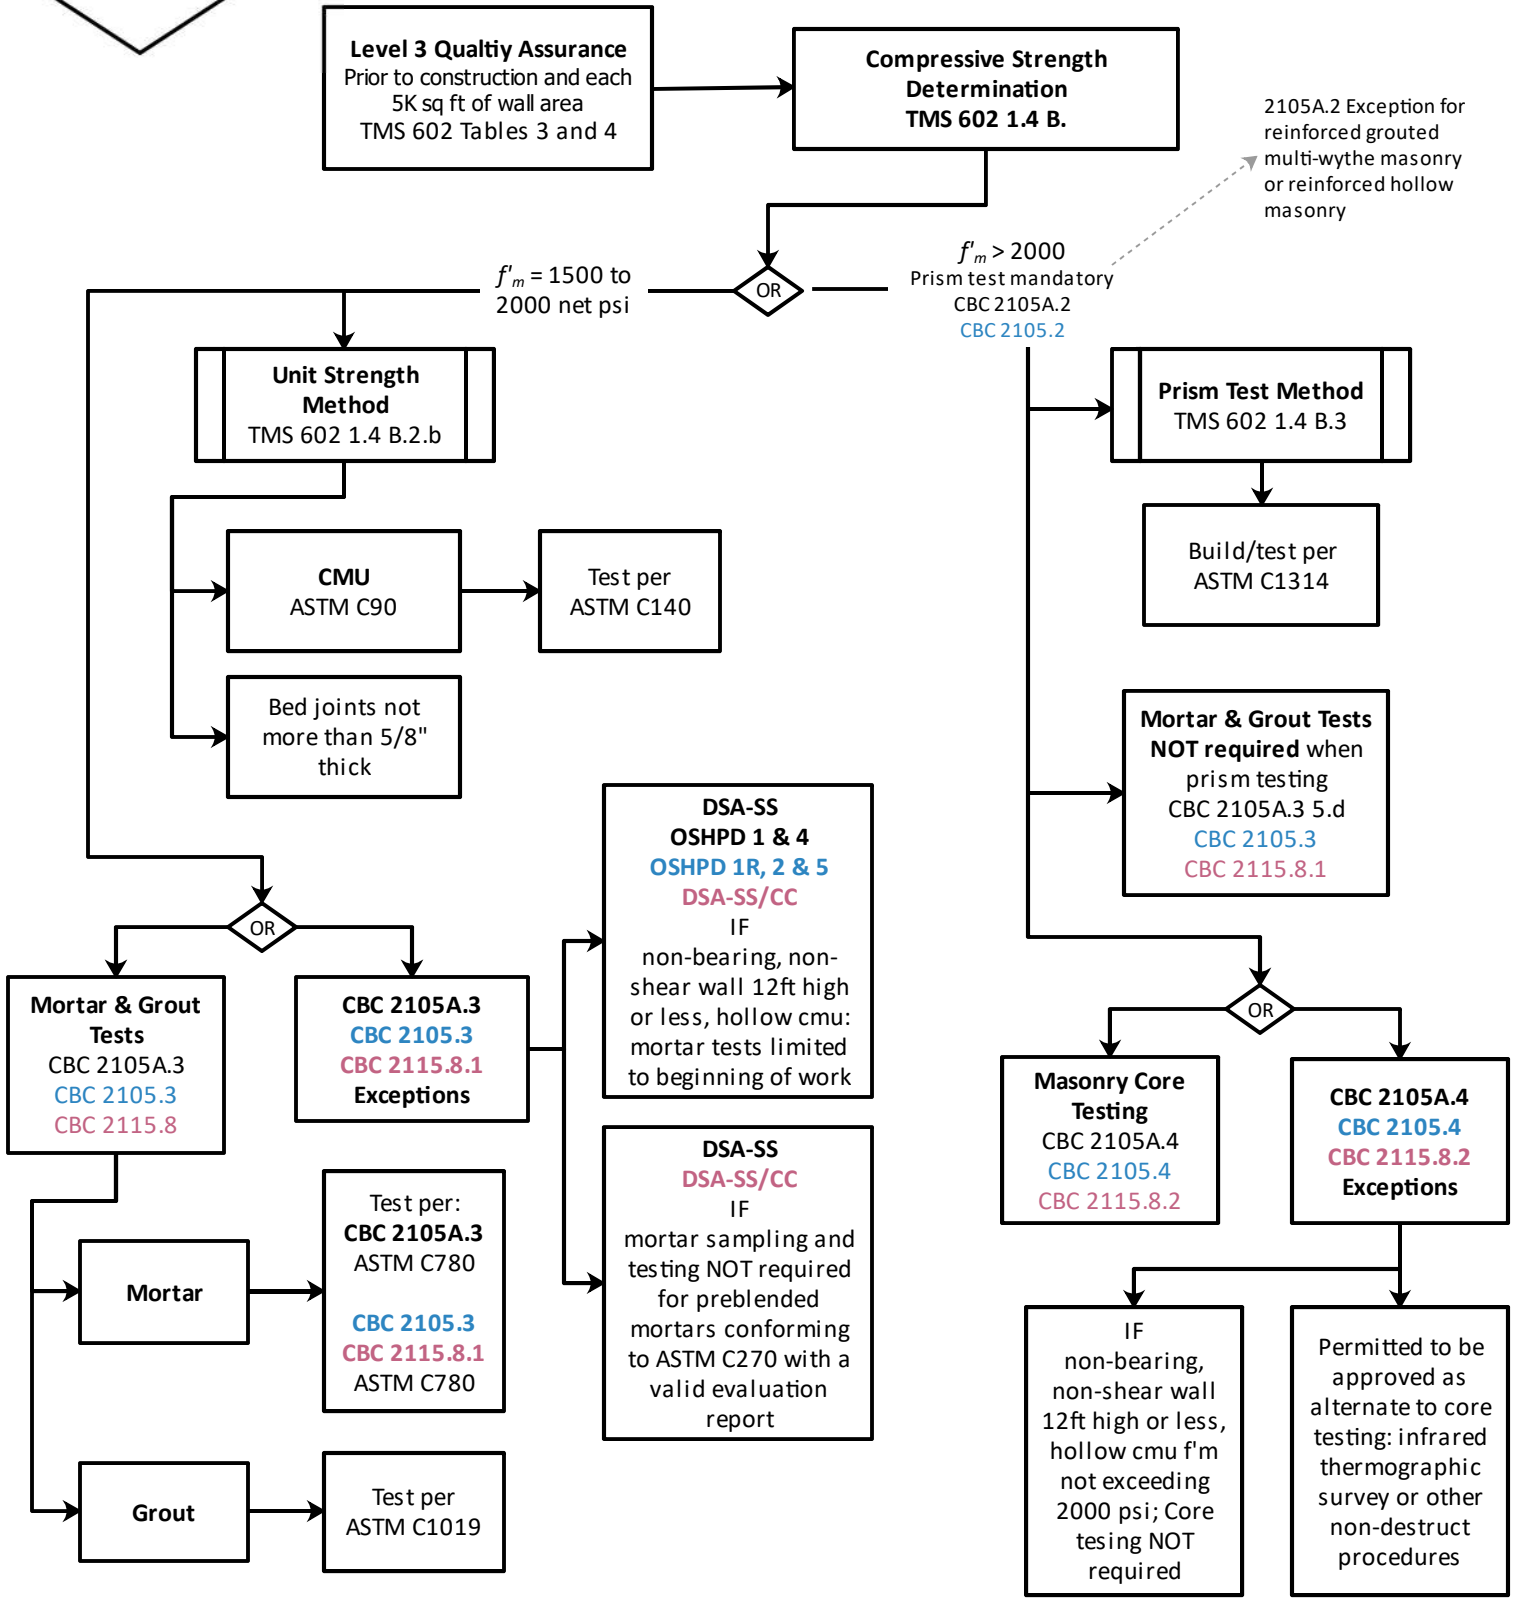 Level 3 Qualtiy Assurance
Prior to construction and each
5K sq ft of wall area
TMS 602 Tables 3 and 4
Compressive Strength
Determination
TMS 602 1.4 B.
2105A.2 Exception for
reinforced grouted
multi-wythe masonry
or reinforced hollow
masonry
OR
f'm = 1500 to
2000 net psi
f'm > 2000
Prism test mandatory
CBC 2105A.2
CBC 2105.2
Unit Strength
Method
TMS 602 1.4 B.2.b
CMU
ASTM C90
Test per
ASTM C140
Bed joints not
more than 5/8"
thick
Prism Test Method
TMS 602 1.4 B.3
Build/test per
ASTM C1314
Mortar & Grout Tests
NOT required when
prism testing
CBC 2105A.3 5.d
CBC 2105.3
CBC 2115.8.1
OR
Mortar & Grout
Tests
CBC 2105A.3
CBC 2105.3
CBC 2115.8
CBC 2105A.3
CBC 2105.3
CBC 2115.8.1
Exceptions
DSA-SS
OSHPD 1 & 4
OSHPD 1R, 2 & 5
DSA-SS/CC
IF
non-bearing, non-
shear wall 12ft high
or less, hollow cmu:
mortar tests limited
to beginning of work
DSA-SS
DSA-SS/CC
IF
mortar sampling and
testing NOT required
for preblended
mortars conforming
to ASTM C270 with a
valid evaluation
report
Mortar
Test per:
CBC 2105A.3
ASTM C780
CBC 2105.3
CBC 2115.8.1
ASTM C780
Grout
Test per
ASTM C1019
OR
Masonry Core
Testing
CBC 2105A.4
CBC 2105.4
CBC 2115.8.2
CBC 2105A.4
CBC 2105.4
CBC 2115.8.2
Exceptions
IF
non-bearing,
non-shear wall
12ft high or less,
hollow cmu f'm
not exceeding
2000 psi; Core
tesing NOT
required
Permitted to be
approved as
alternate to core
testing: infrared
thermographic
survey or other
non-destruct
procedures